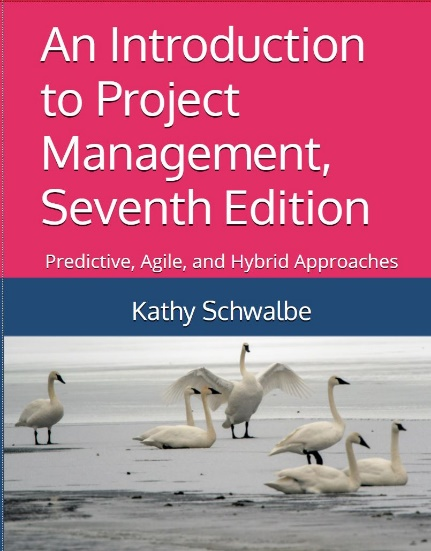 An Introduction
to Project
Management,
Seventh Edition
Predictive, Agile, and Hybrid Approaches
Kathy Schwalbe